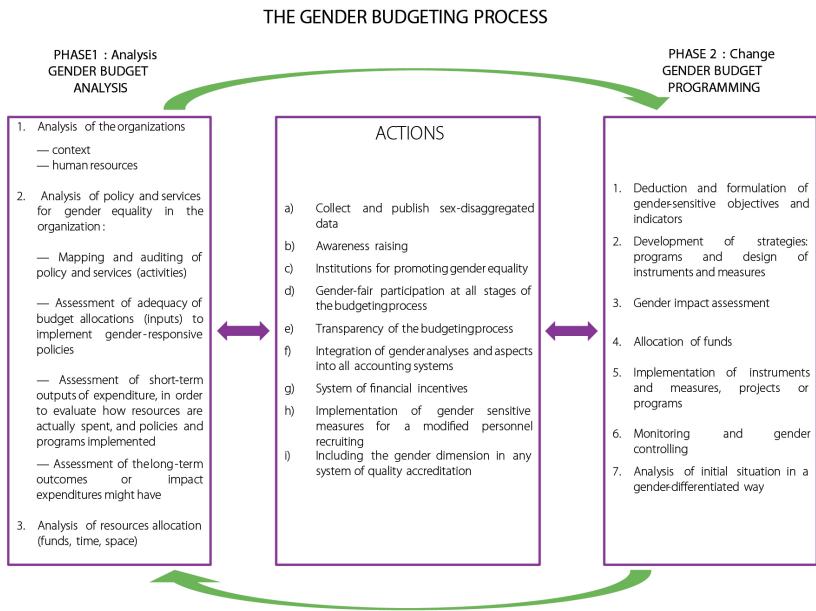 THE GENDER BUDGETING PROCESS
PHASE1 : Analysis
GENDER BUDGET
ANALYSIS
1. Analysis of the organizations
— context
— human resources
2. Analysis of policy and services
for gender equality in the
organization :
— Mapping and auditing of
policy and services (activities)
— Assessment of adequacy of
budget allocations (inputs) to
implement gender-responsive
policies
— Assessment of short-term
outputs of expenditure, in order
to evaluate how resources are
actually spent, and policies and
programs implemented
— Assessment of the long-term
outcomes or impact
expenditures might have
3. Analysis of resources allocation
(funds, time, space)
ACTIONS
a) Collect and publish sex-disaggregated
data
b) Awareness raising
c) Institutions for promoting gender equality
d) Gender-fair participation at all stages of
the budgeting process
e) Transparency of the budgeting process
f) Integration of gender analyses and aspects
into all accounting systems
g) System of financial incentives
h) Implementation of gender sensitive
measures for a modified personnel
recruiting
i) Including the gender dimension in any
system of quality accreditation
PHASE 2 : Change
GENDER BUDGET
PROGRAMMING
1. Deduction and formulation of
gender-sensitive objectives and
indicators
2. Development of strategies:
programs and design of
instruments and measures
3. Gender impact assessment
4. Allocation of funds
5. Implementation of instruments
and measures, projects or
programs
6. Monitoring and gender
controlling
7. Analysis of initial situation in a
gender-differentiated way